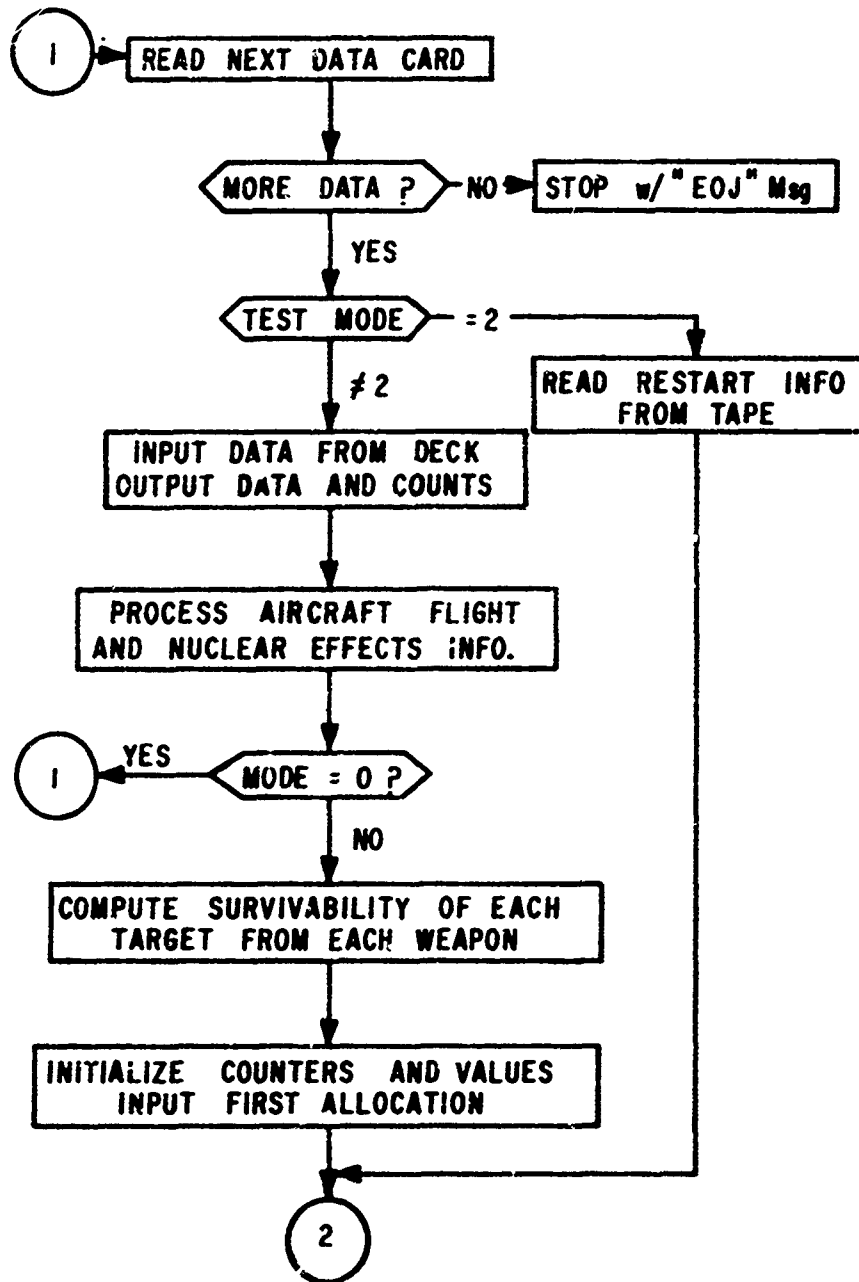 1
READ NEXT DATA CARD
MORE DATA ?
NO
STOP w/"EOJ" Msg
YES
TEST MODE
=2
≠2
READ RESTART INFO
FROM TAPE
INPUT DATA FROM DECK
OUTPUT DATA AND COUNTS
PROCESS AIRCRAFT FLIGHT
AND NUCLEAR EFFECTS INFO.
YES
1
MODE = 0 ?
NO
COMPUTE SURVIVABILITY OF EACH
TARGET FROM EACH WEAPON
INITIALIZE COUNTERS AND VALUES
INPUT FIRST ALLOCATION
2